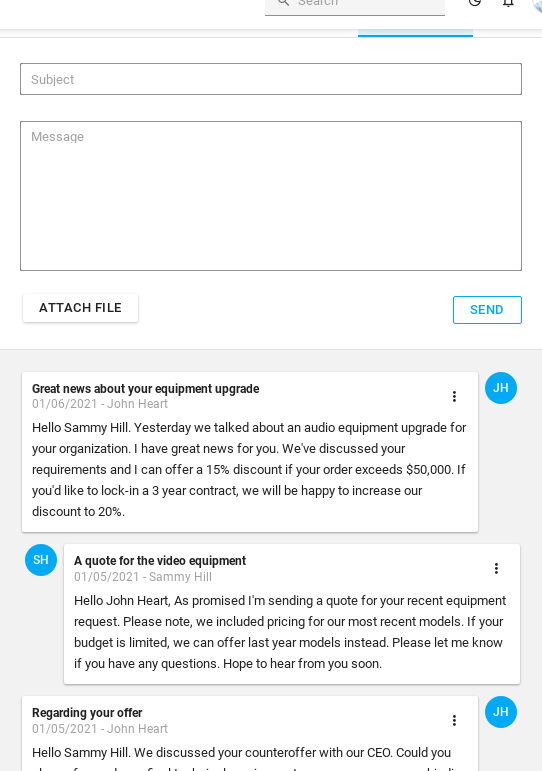 Search
Subject
Message
ATTACH FILE
SEND
Great news about your equipment upgrade
01/06/2021 - John Heart
JH
Hello Sammy Hill. Yesterday we talked about an audio equipment upgrade for
your organization. I have great news for you. We've discussed your
requirements and I can offer a 15% discount if your order exceeds $50,000. If
you'd like to lock-in a 3 year contract, we will be happy to increase our
discount to 20%.
SH
A quote for the video equipment
01/05/2021 - Sammy Hill
Hello John Heart, As promised I'm sending a quote for your recent equipment
request. Please note, we included pricing for our most recent models. If your
budget is limited, we can offer last year models instead. Please let me know
if you have any questions. Hope to hear from you soon.
Regarding your offer
01/05/2021 - John Heart
JH
Hello Sammy Hill. We discussed your counteroffer with our CEO. Could you